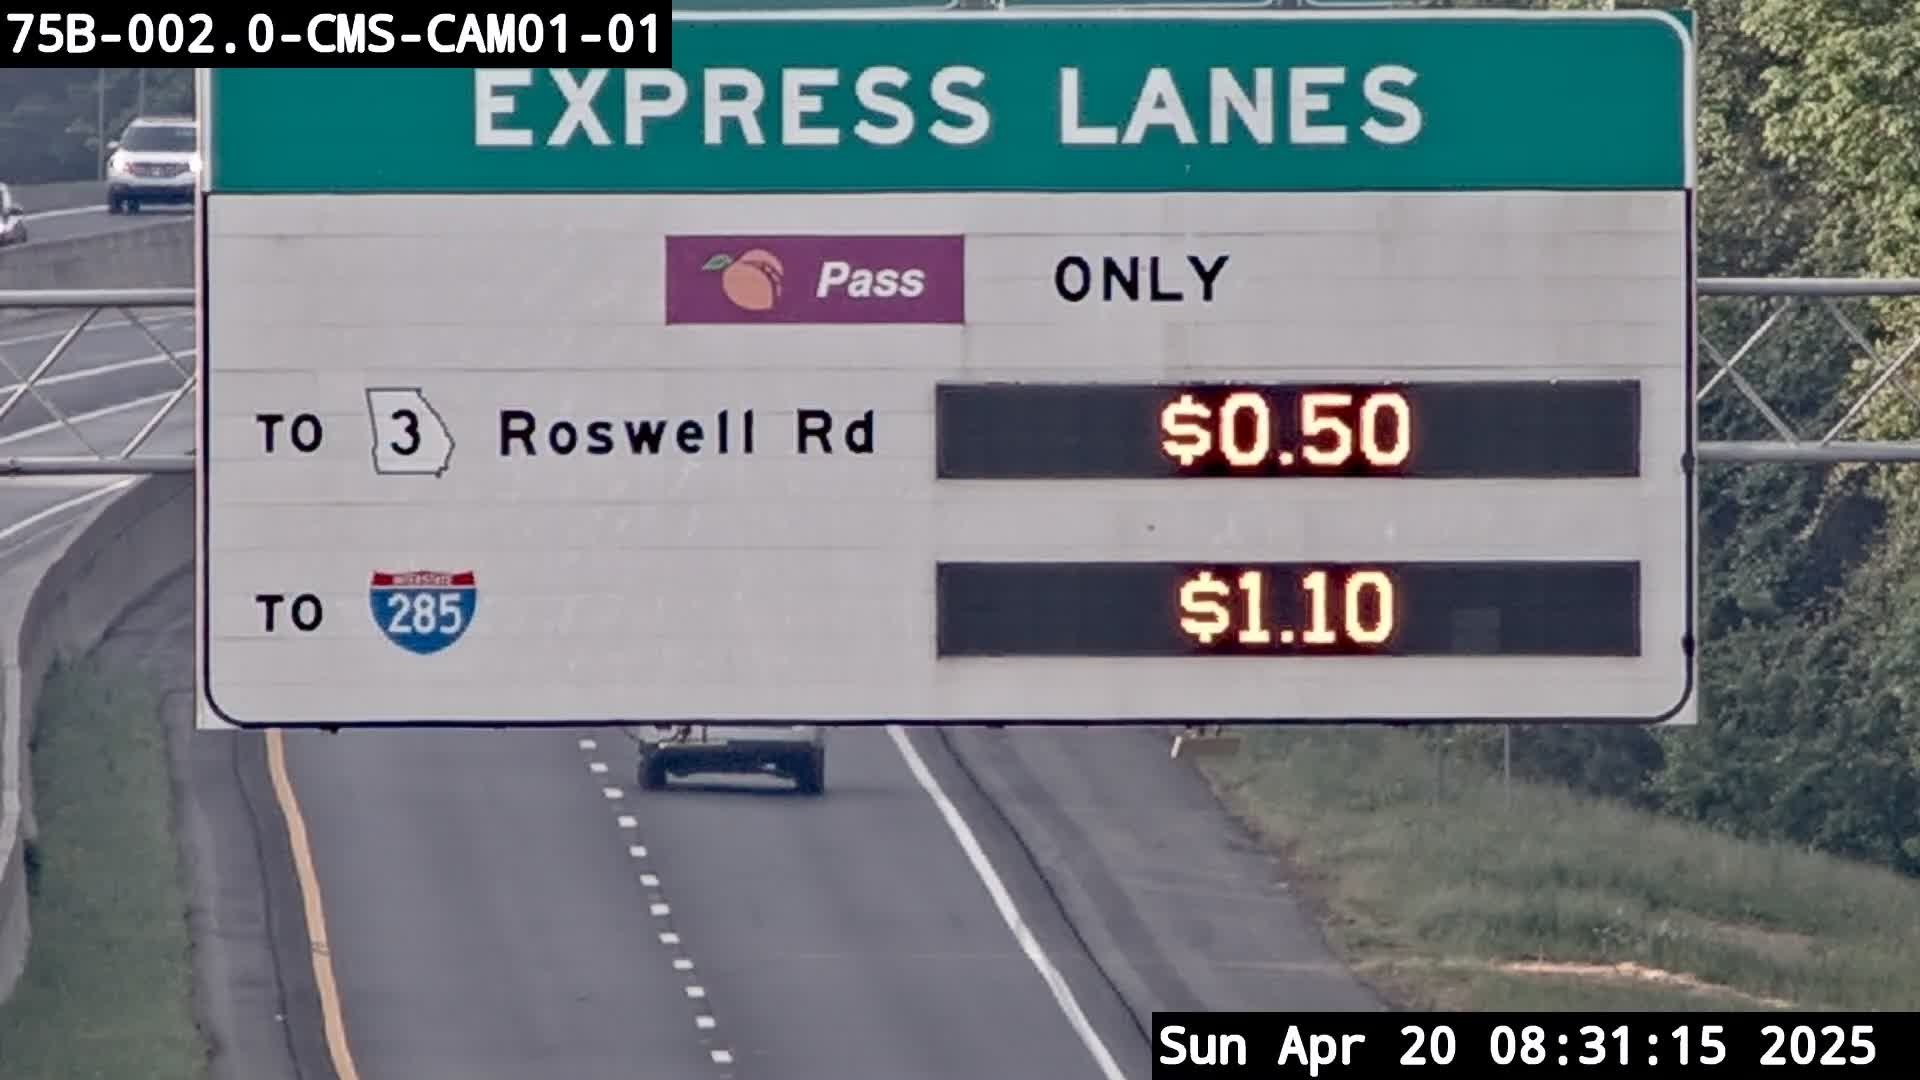 75B-002.0-CMS-CAM01-01
EXPRESS LANES
Pass ONLY
TO 3 Roswell Rd $0.50
INTERSTATE
TO 285 $1.10
Sun Apr 20 08:31:15 2025